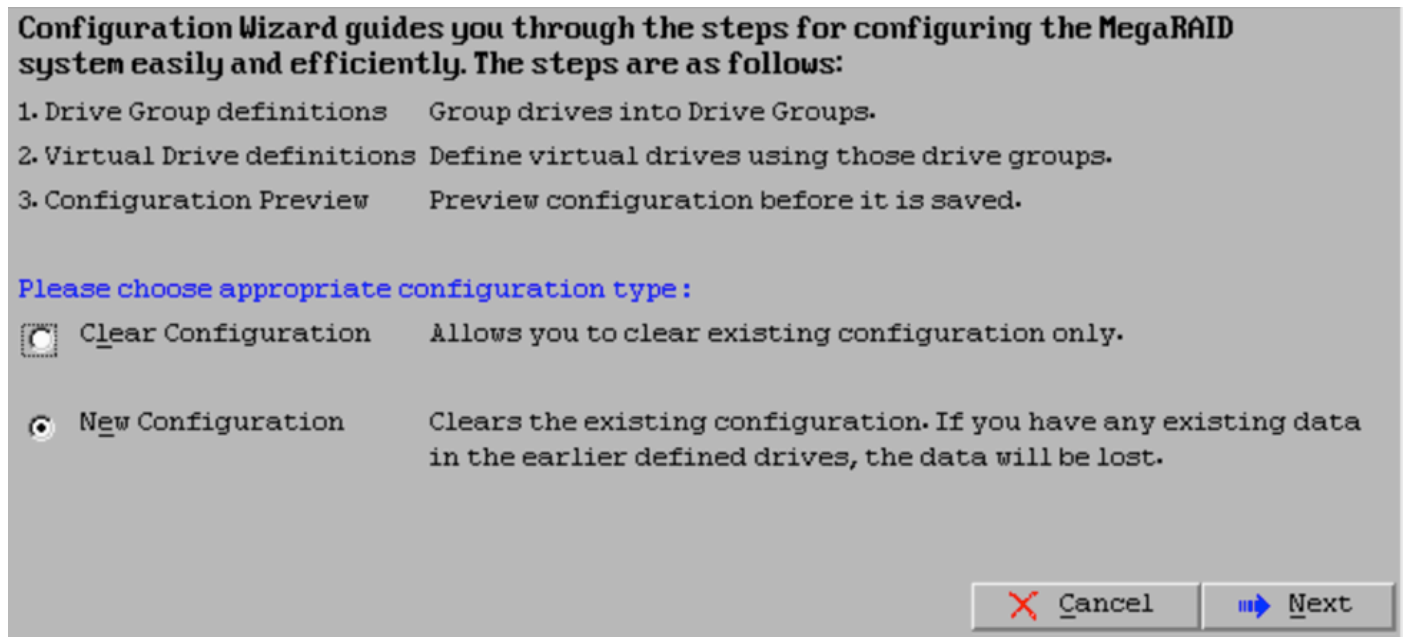 Configuration Wizard guides you through the steps for configuring the MegaRAID
system easily and efficiently. The steps are as follows:
1. Drive Group definitions Group drives into Drive Groups.
2. Virtual Drive definitions Define virtual drives using those drive groups.
3. Configuration Preview Preview configuration before it is saved.
Please choose appropriate configuration type:
Clear Configuration Allows you to clear existing configuration only.
New Configuration Clears the existing configuration. If you have any existing data
in the earlier defined drives, the data will be lost.
Cancel Next